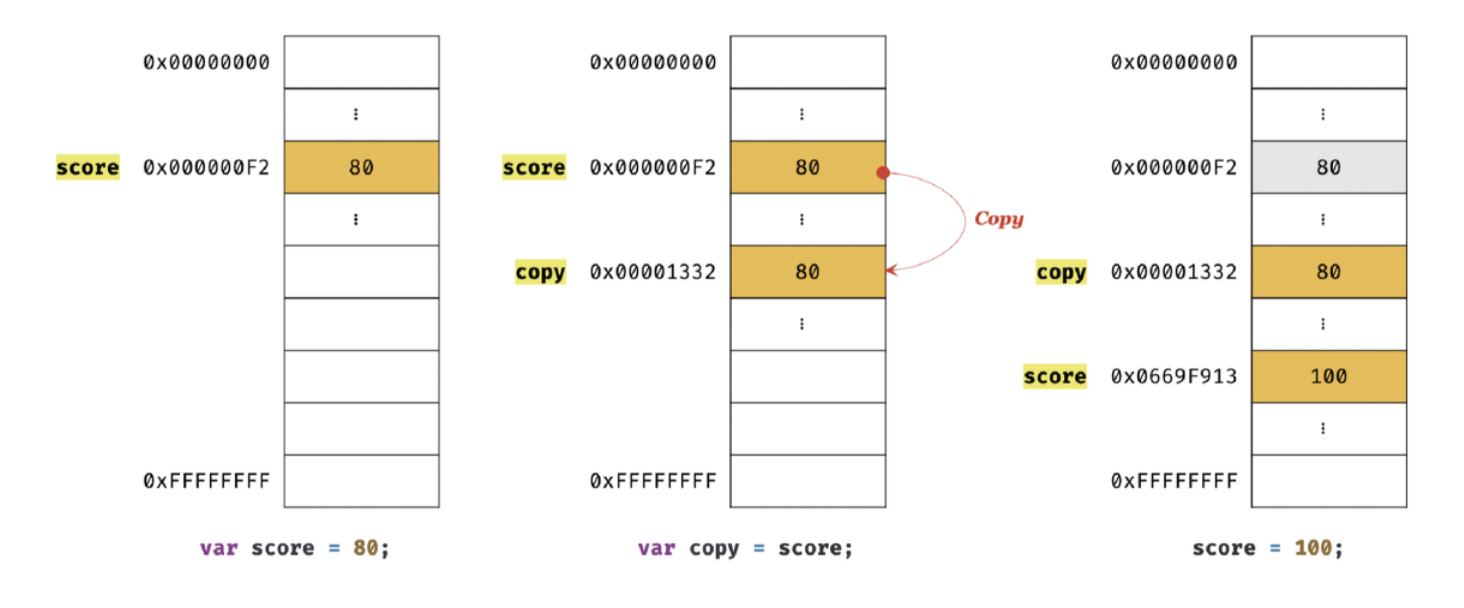 0x00000000
⋮
score 0x000000F2 80
⋮
0xFFFFFFFF
var score = 80;
0x00000000
⋮
score 0x000000F2 80
⋮
Copy
copy 0x00001332 80
⋮
0xFFFFFFFF
var copy = score;
0x00000000
⋮
0x000000F2 80
⋮
copy 0x00001332 80
⋮
score 0x0669F913 100
⋮
0xFFFFFFFF
score = 100;